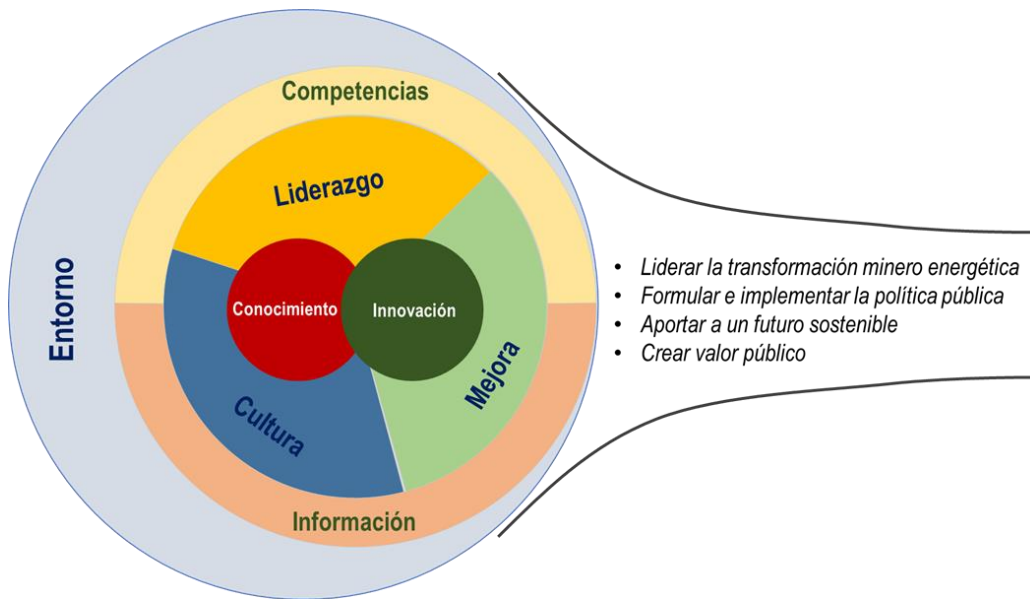 Competencias
Liderazgo
Entorno
Conocimiento
Innovación
Cultura
Mejora
Información
• Liderar la transformación minero energética
• Formular e implementar la política pública
• Aportar a un futuro sostenible
• Crear valor público